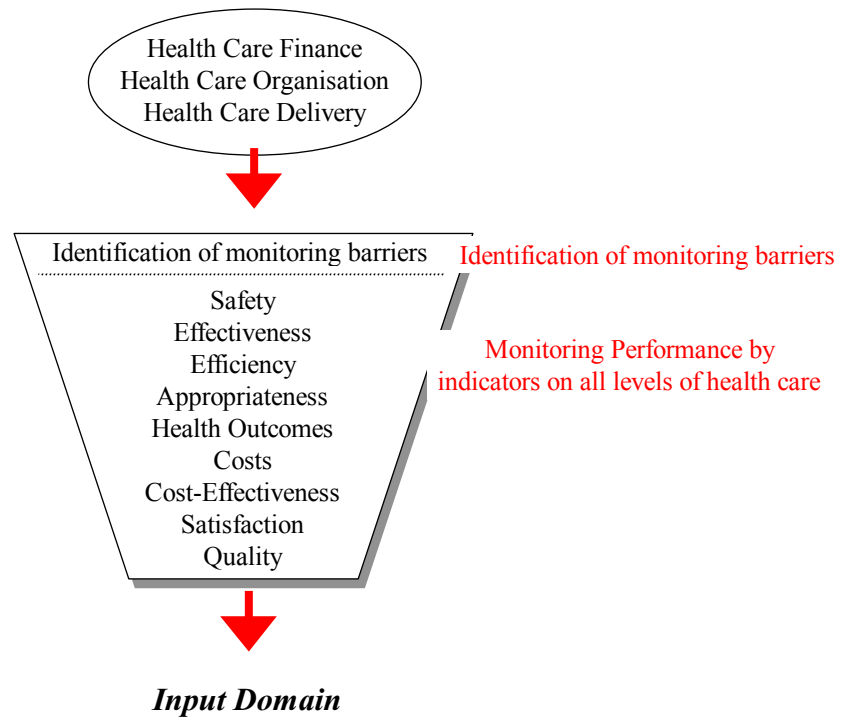 Health Care Finance
Health Care Organisation
Health Care Delivery
Identification of monitoring barriers
Identification of monitoring barriers
Safety
Effectiveness
Efficiency
Appropriateness
Health Outcomes
Costs
Cost-Effectiveness
Satisfaction
Quality
Monitoring Performance by
indicators on all levels of health care
Input Domain